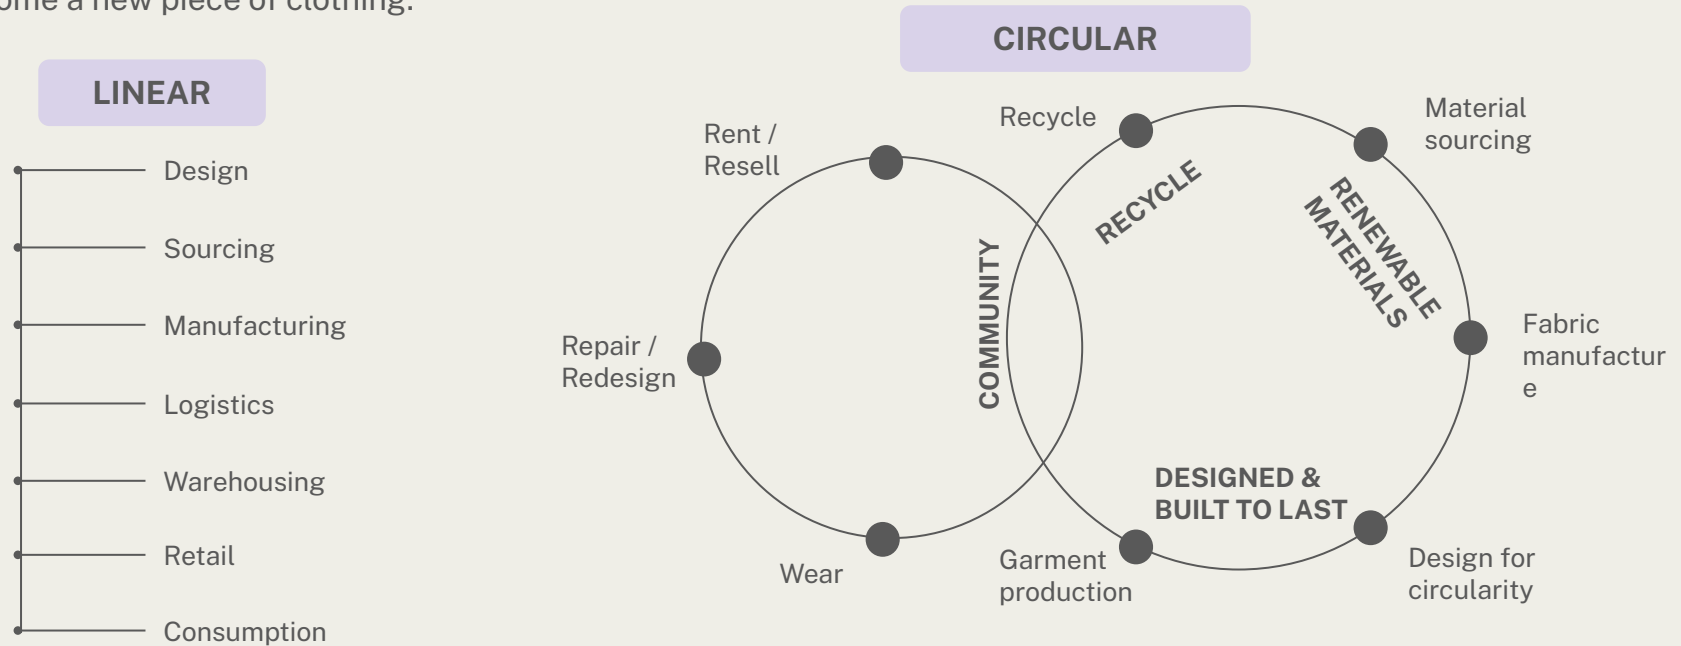 ome a new piece of clothing.
LINEAR
Design
Sourcing
Manufacturing
Logistics
Warehousing
Retail
Consumption
CIRCULAR
Rent /
Resell
Repair /
Redesign
Wear
COMMUNITY
Recycle
RECYCLE
Material
sourcing
RENEWABLE
MATERIALS
Fabric
manufactur
e
DESIGNED &
BUILT TO LAST
Garment
production
Design for
circularity